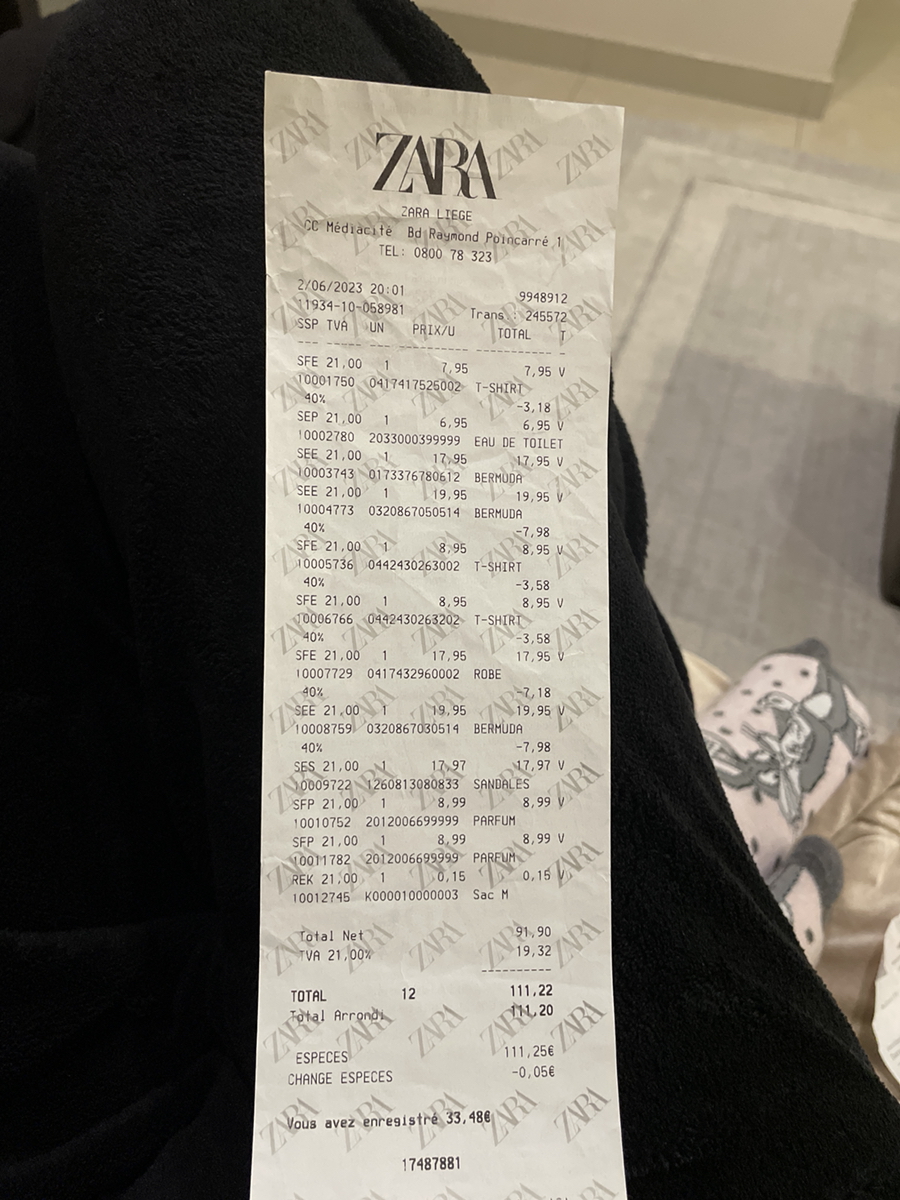 ZARA
ZARA LIEGE
CC Médiacité Bd Raymond Poincarré 1
TEL: 0800 78 323
2/06/2023 20:01 9948912
11934-10-058981 Trans.: 245572
SSP TVA UN PRIX/U TOTAL T
--- ----- --- ---------- ----------- -
SFE 21,00 1 7,95 7,95 V
10001750 0417417525002 T-SHIRT
40% -3,18
SEP 21,00 1 6,95 6,95 V
10002780 2033000399999 EAU DE TOILET
SEE 21,00 1 17,95 17,95 V
10003743 0173376780612 BERMUDA
SEE 21,00 1 19,95 19,95 V
10004773 0320867050514 BERMUDA
40% -7,98
SFE 21,00 1 8,95 8,95 V
10005736 0442430263002 T-SHIRT
40% -3,58
SFE 21,00 1 8,95 8,95 V
10006766 0442430263202 T-SHIRT
40% -3,58
SFE 21,00 1 17,95 17,95 V
10007729 0417432960002 ROBE
40% -7,18
SEE 21,00 1 19,95 19,95 V
10008759 0320867030514 BERMUDA
40% -7,98
SES 21,00 1 17,97 17,97 V
10009722 1260813080833 SANDALES
SFP 21,00 1 8,99 8,99 V
10010752 2012006699999 PARFUM
SFP 21,00 1 8,99 8,99 V
10011782 2012006699999 PARFUM
REK 21,00 1 0,15 0,15 V
10012745 K000010000003 Sac M
Total Net 91,90
TVA 21,00% 19,32
----------
TOTAL 12 111,22
Total Arrondi 111,20
ESPECES 111,25€
CHANGE ESPECES -0,05€
Vous avez enregistré 33,48€
17487881